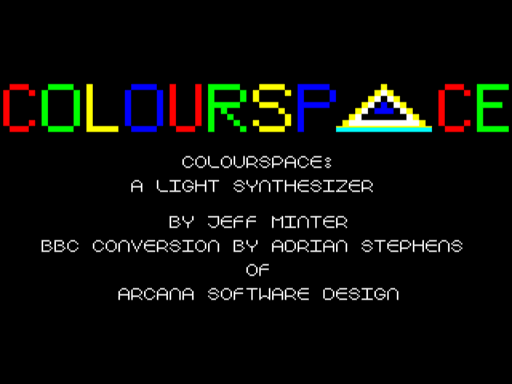 COLOURSPACE
COLOURSPACE:
A LIGHT SYNTHESIZER
BY JEFF MINTER
BBC CONVERSION BY ADRIAN STEPHENS
OF
ARCANA SOFTWARE DESIGN